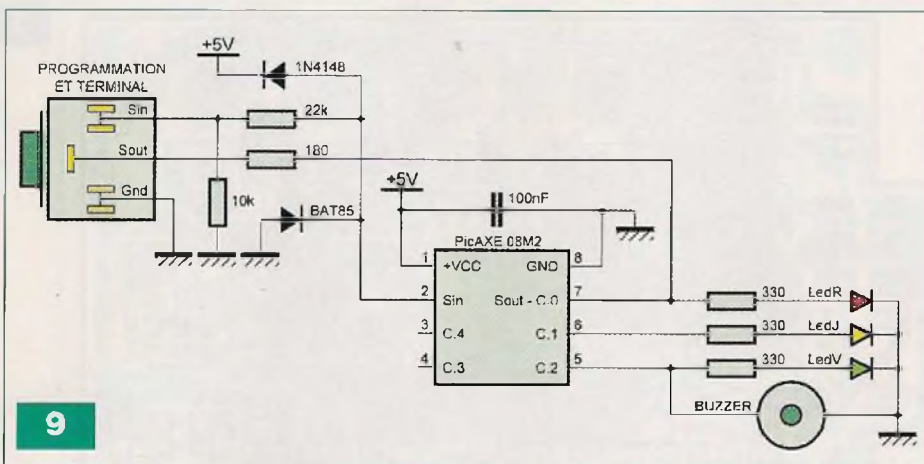 +5V
1N4148
PROGRAMMATION
ET TERMINAL
Sin
22k
Sout
180
Gnd
10k
BAT85
+5V
100nF
PicAXE 08M2
1
+VCC
GND
8
2
Sin
Sout - C.0
7
330
LedR
3
C.4
C.1
6
330
LedJ
4
C.3
C.2
5
330
LedV
BUZZER
9